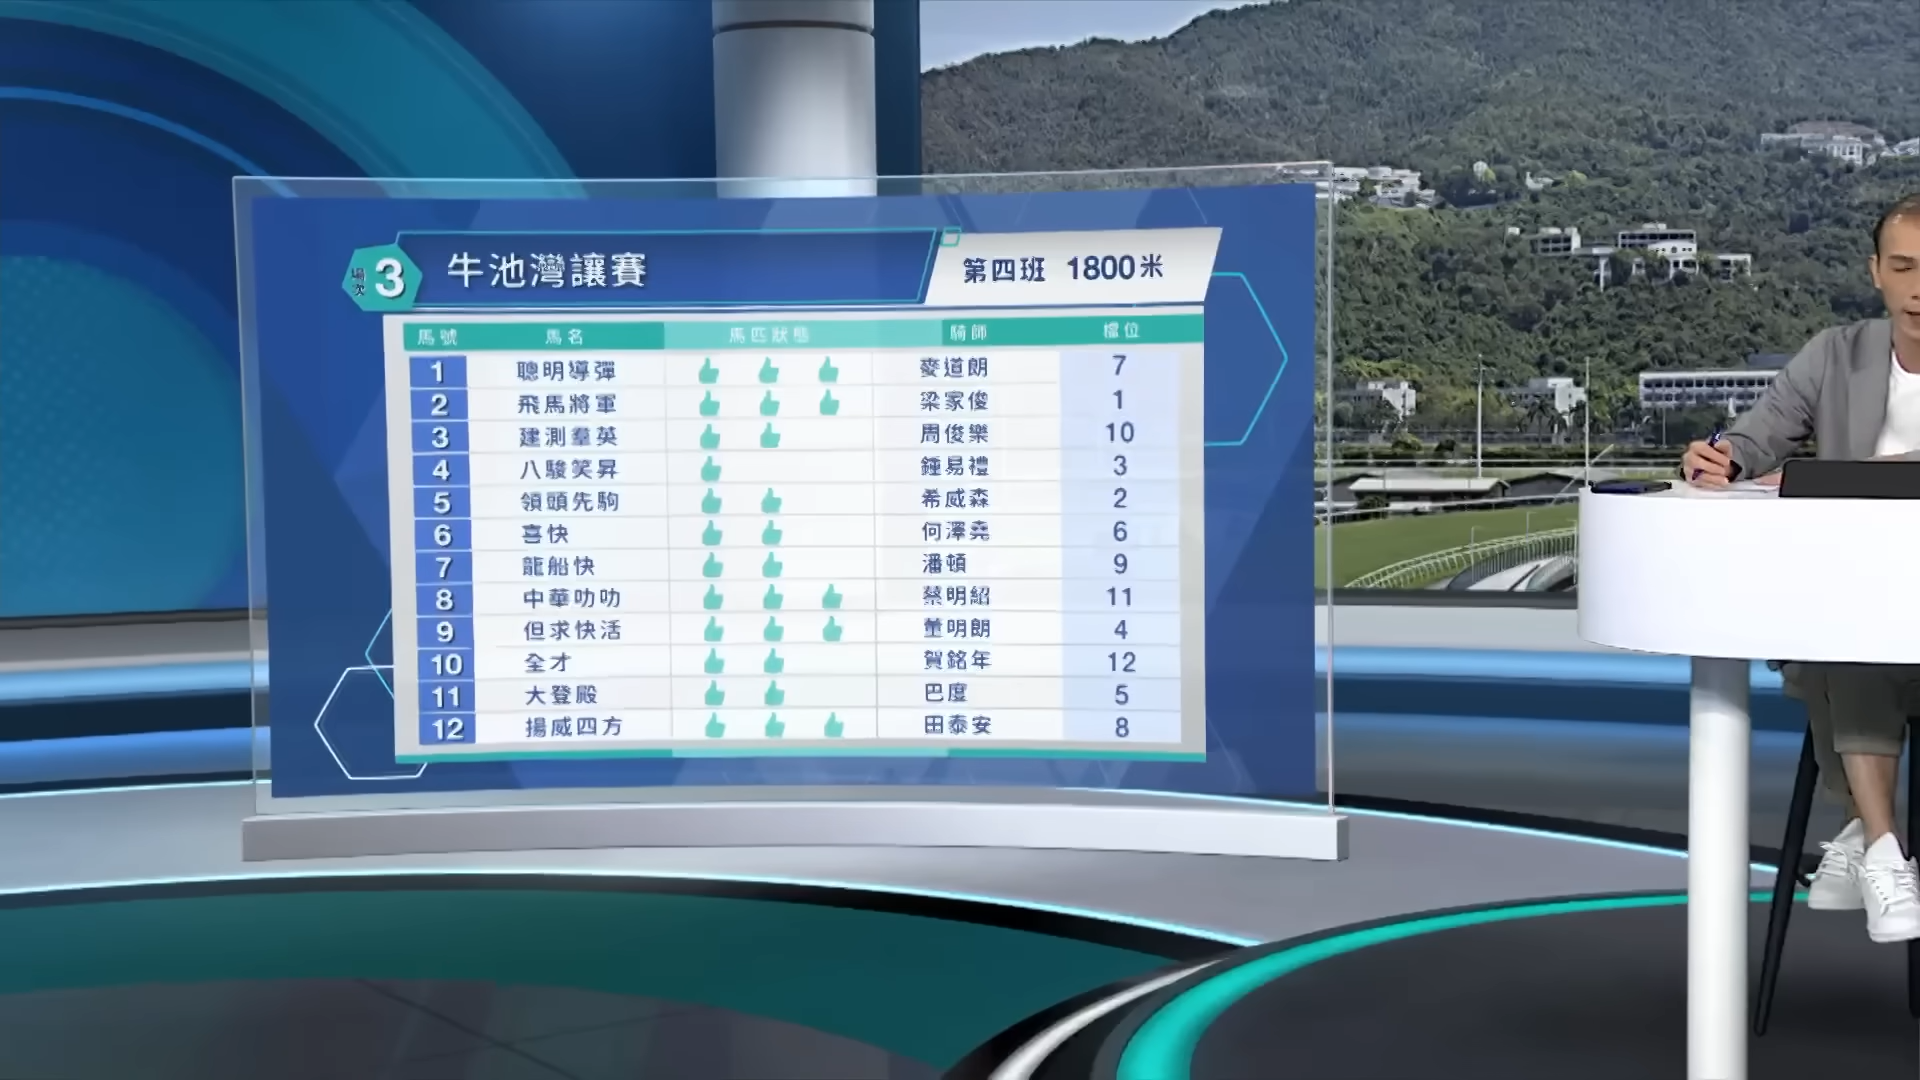 場次 3 牛池灣讓賽 第四班 1800米
馬號 馬名 馬匹狀態 騎師 檔位
1 聰明導彈 麥道朗 7
2 飛馬將軍 梁家俊 1
3 建測羣英 周俊樂 10
4 八駿笑昇 鍾易禮 3
5 領頭先駒 希威森 2
6 喜快 何澤堯 6
7 龍船快 潘頓 9
8 中華叻叻 蔡明紹 11
9 但求快活 董明朗 4
10 全才 賀銘年 12
11 大登殿 巴度 5
12 揚威四方 田泰安 8